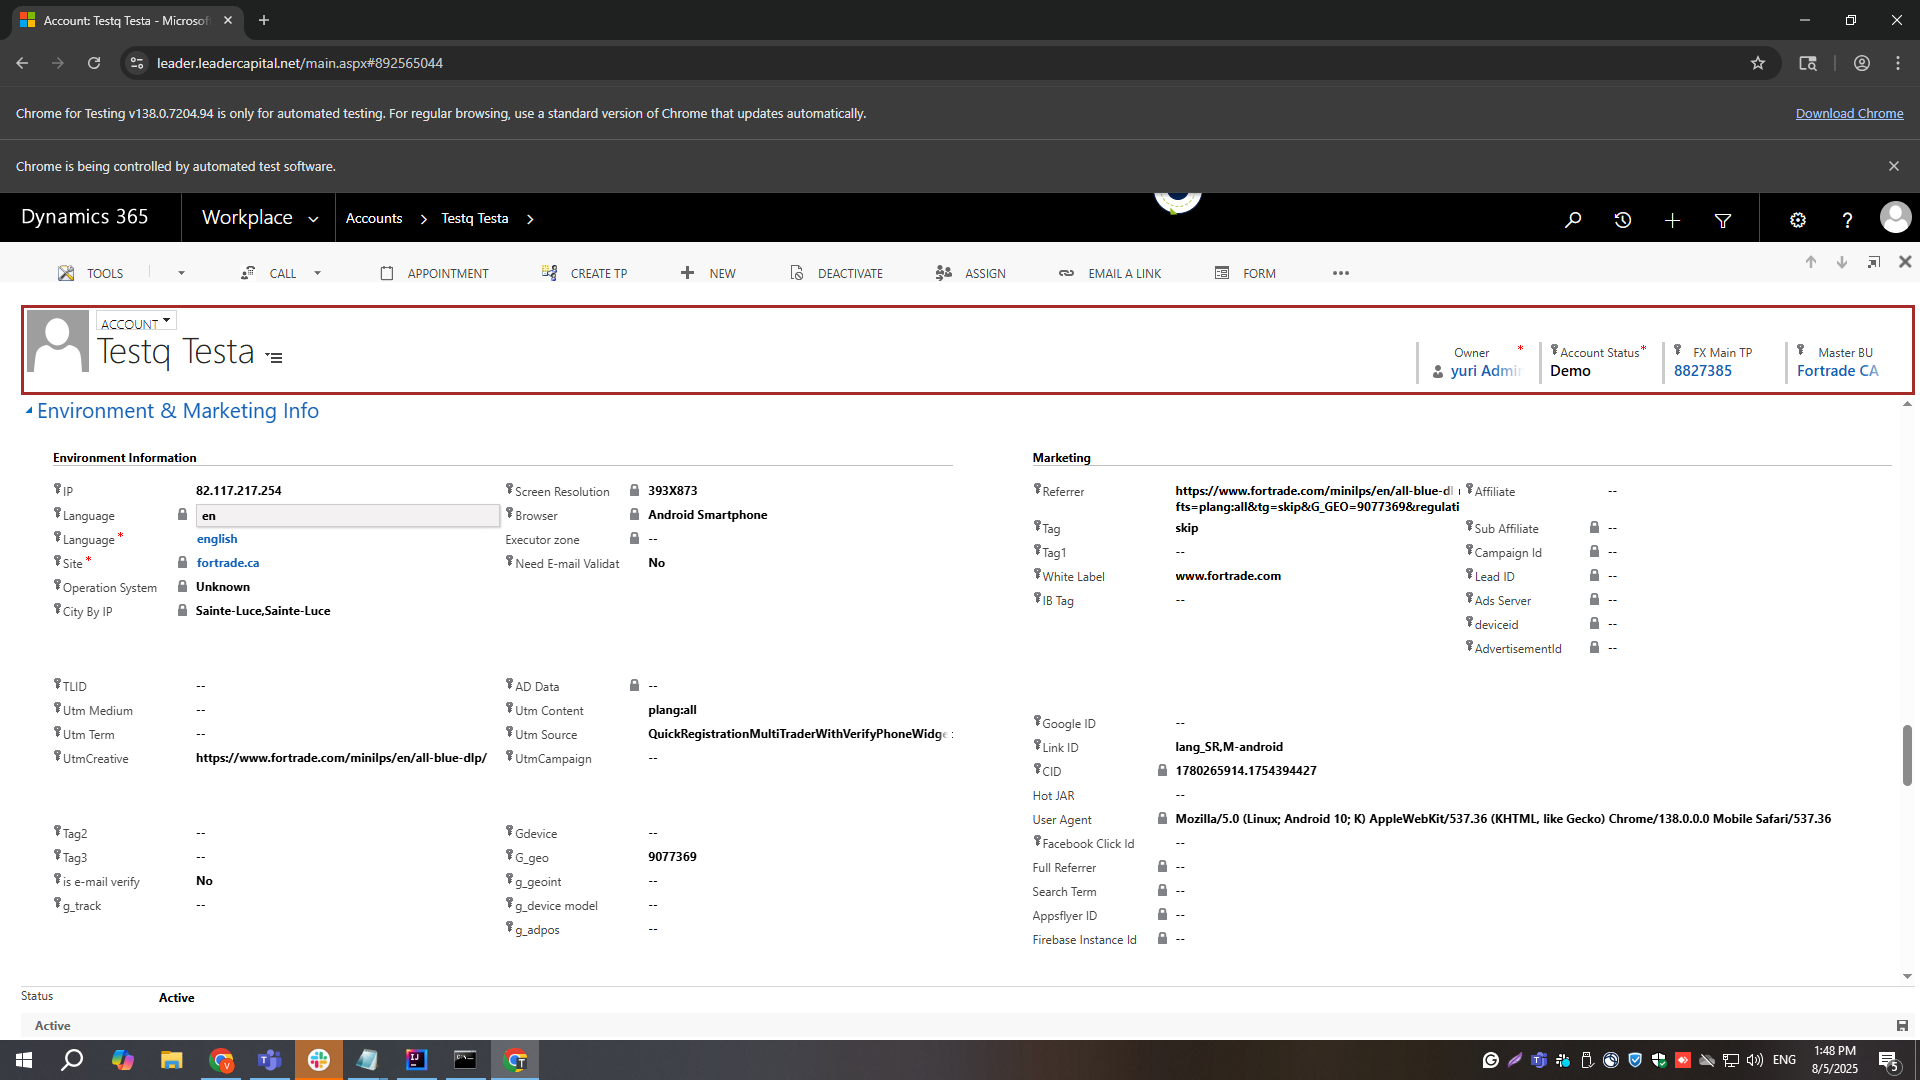 Account: Testq Testa - Microsof
leader.leadercapital.net/main.aspx#892565044
Chrome for Testing v138.0.7204.94 is only for automated testing. For regular browsing, use a standard version of Chrome that updates automatically.
Download Chrome
Chrome is being controlled by automated test software.
Dynamics 365
Workplace
Accounts
Testq Testa
TOOLS
CALL
APPOINTMENT
CREATE TP
NEW
DEACTIVATE
ASSIGN
EMAIL A LINK
FORM
ACCOUNT
Testq Testa
Owner *
yuri Admin
Account Status *
Demo
FX Main TP
8827385
Master BU
Fortrade CA
Environment & Marketing Info
Environment Information
IP 82.117.217.254
Language en
Language * english
Site * fortrade.ca
Operation System Unknown
City By IP Sainte-Luce,Sainte-Luce
Screen Resolution 393X873
Browser Android Smartphone
Executor zone --
Need E-mail Validat No
TLID --
Utm Medium --
Utm Term --
UtmCreative https://www.fortrade.com/minilps/en/all-blue-dlp/
AD Data --
Utm Content plang:all
Utm Source QuickRegistrationMultiTraderWithVerifyPhoneWidge
UtmCampaign --
Tag2 --
Tag3 --
is e-mail verify No
g_track --
Gdevice --
G_geo 9077369
g_geoint --
g_device model --
g_adpos --
Marketing
Referrer https://www.fortrade.com/minilps/en/all-blue-dl
fts=plang:all&tg=skip&G_GEO=9077369&regulati
Tag skip
Tag1 --
White Label www.fortrade.com
IB Tag --
Affiliate --
Sub Affiliate --
Campaign Id --
Lead ID --
Ads Server --
deviceid --
AdvertisementId --
Google ID --
Link ID lang_SR,M-android
CID 1780265914.1754394427
Hot JAR --
User Agent Mozilla/5.0 (Linux; Android 10; K) AppleWebKit/537.36 (KHTML, like Gecko) Chrome/138.0.0.0 Mobile Safari/537.36
Facebook Click Id --
Full Referrer --
Search Term --
Appsflyer ID --
Firebase Instance Id --
Status Active
Active
ENG
1:48 PM
8/5/2025
5